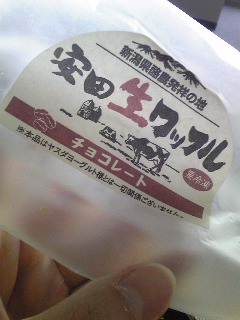 新潟県酪農発祥の地
安田生ワッフル
要冷凍
チョコレート
※本品はヤスダヨーグルト様とは一切関係ございません。